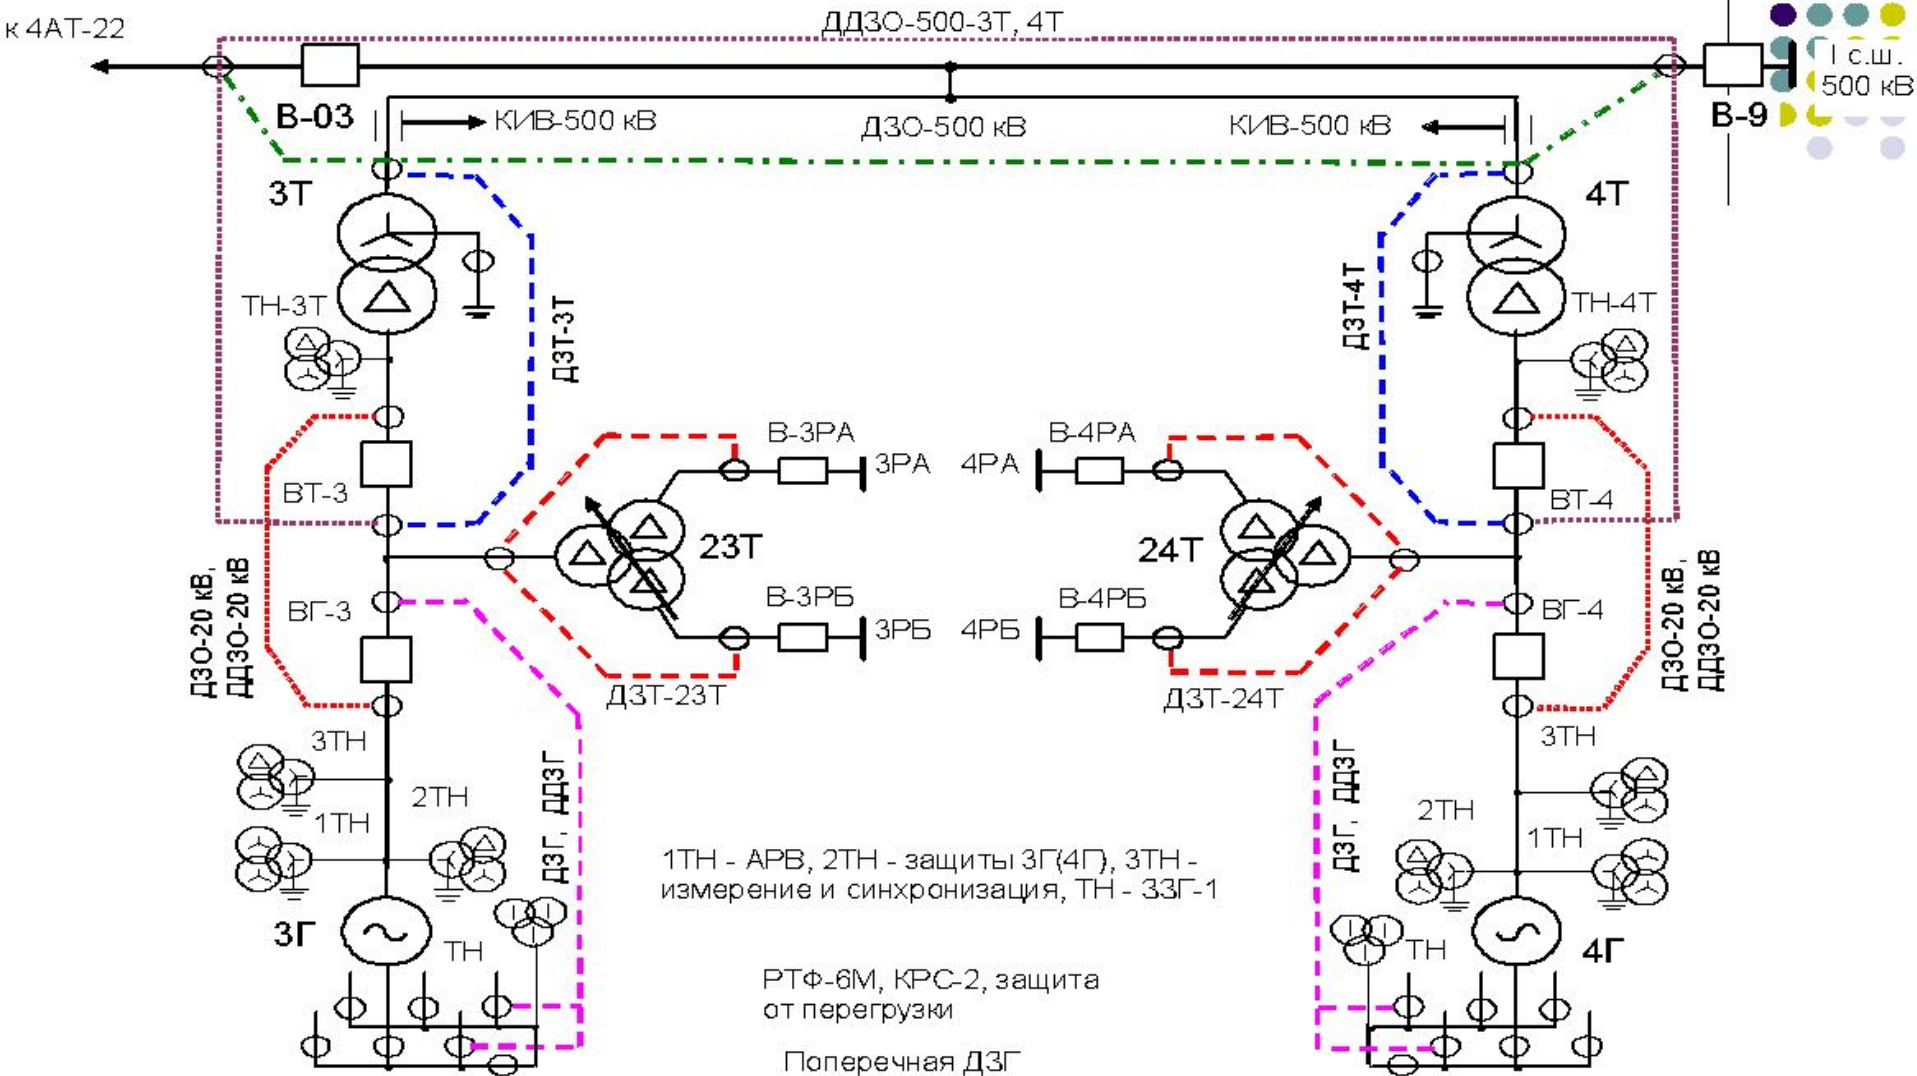 к 4АТ-22
ДДЗО-500-3Т, 4Т
I с.ш.
500 кВ
В-03
КИВ-500 кВ
ДЗО-500 кВ
КИВ-500 кВ
В-9
3Т
4Т
ТН-3Т
ДЗТ-3Т
ДЗТ-4Т
ТН-4Т
В-3РА
В-4РА
3РА
4РА
ВТ-3
ВТ-4
23Т
24Т
ДЗО-20 кВ,
ДДЗО-20 кВ
ВГ-3
В-3РБ
В-4РБ
ВГ-4
3РБ
4РБ
ДЗО-20 кВ,
ДДЗО-20 кВ
ДЗТ-23Т
ДЗТ-24Т
3ТН
3ТН
ДЗГ, ДДЗГ
ДЗГ, ДДЗГ
2ТН
1ТН
2ТН
1ТН
1ТН - АРВ, 2ТН - защиты 3Г(4Г), 3ТН -
измерение и синхронизация, ТН - ЗЗГ-1
3Г
ТН
ТН
4Г
РТФ-6М, КРС-2, защита
от перегрузки
Поперечная ДЗГ